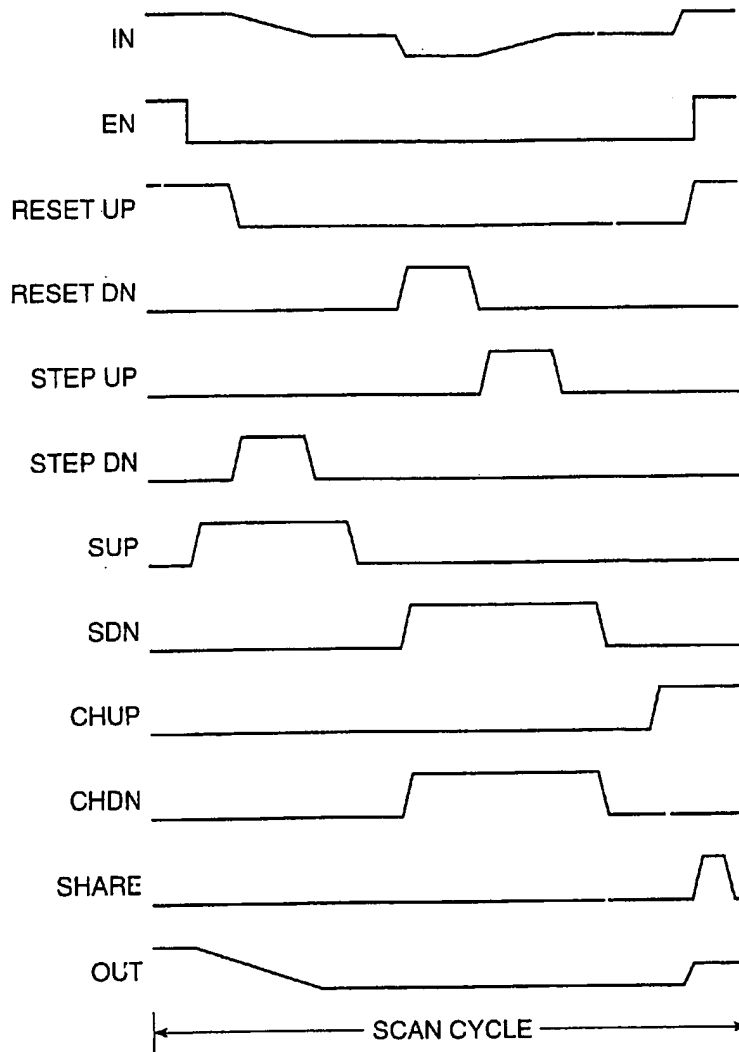 IN
EN
RESET UP
RESET DN
STEP UP
STEP DN
SUP
SDN
CHUP
CHDN
SHARE
OUT
SCAN CYCLE